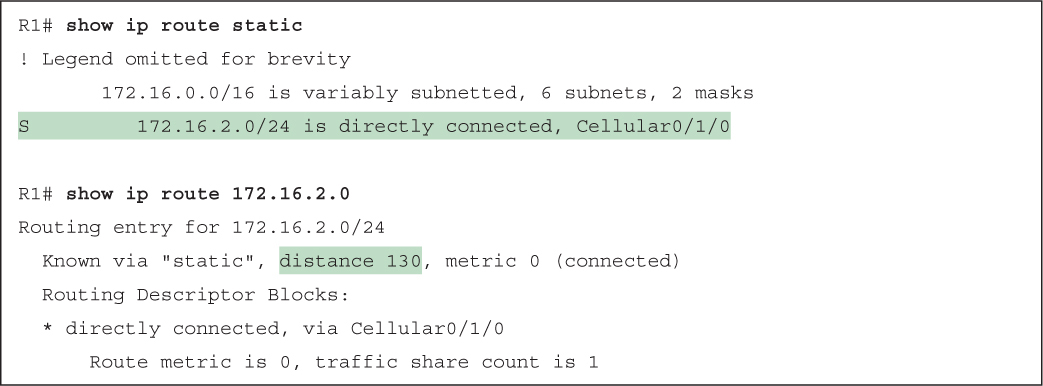 R1# show ip route static
! Legend omitted for brevity
       172.16.0.0/16 is variably subnetted, 6 subnets, 2 masks
S         172.16.2.0/24 is directly connected, Cellular0/1/0

R1# show ip route 172.16.2.0
Routing entry for 172.16.2.0/24
  Known via "static", distance 130, metric 0 (connected)
  Routing Descriptor Blocks:
  * directly connected, via Cellular0/1/0
      Route metric is 0, traffic share count is 1